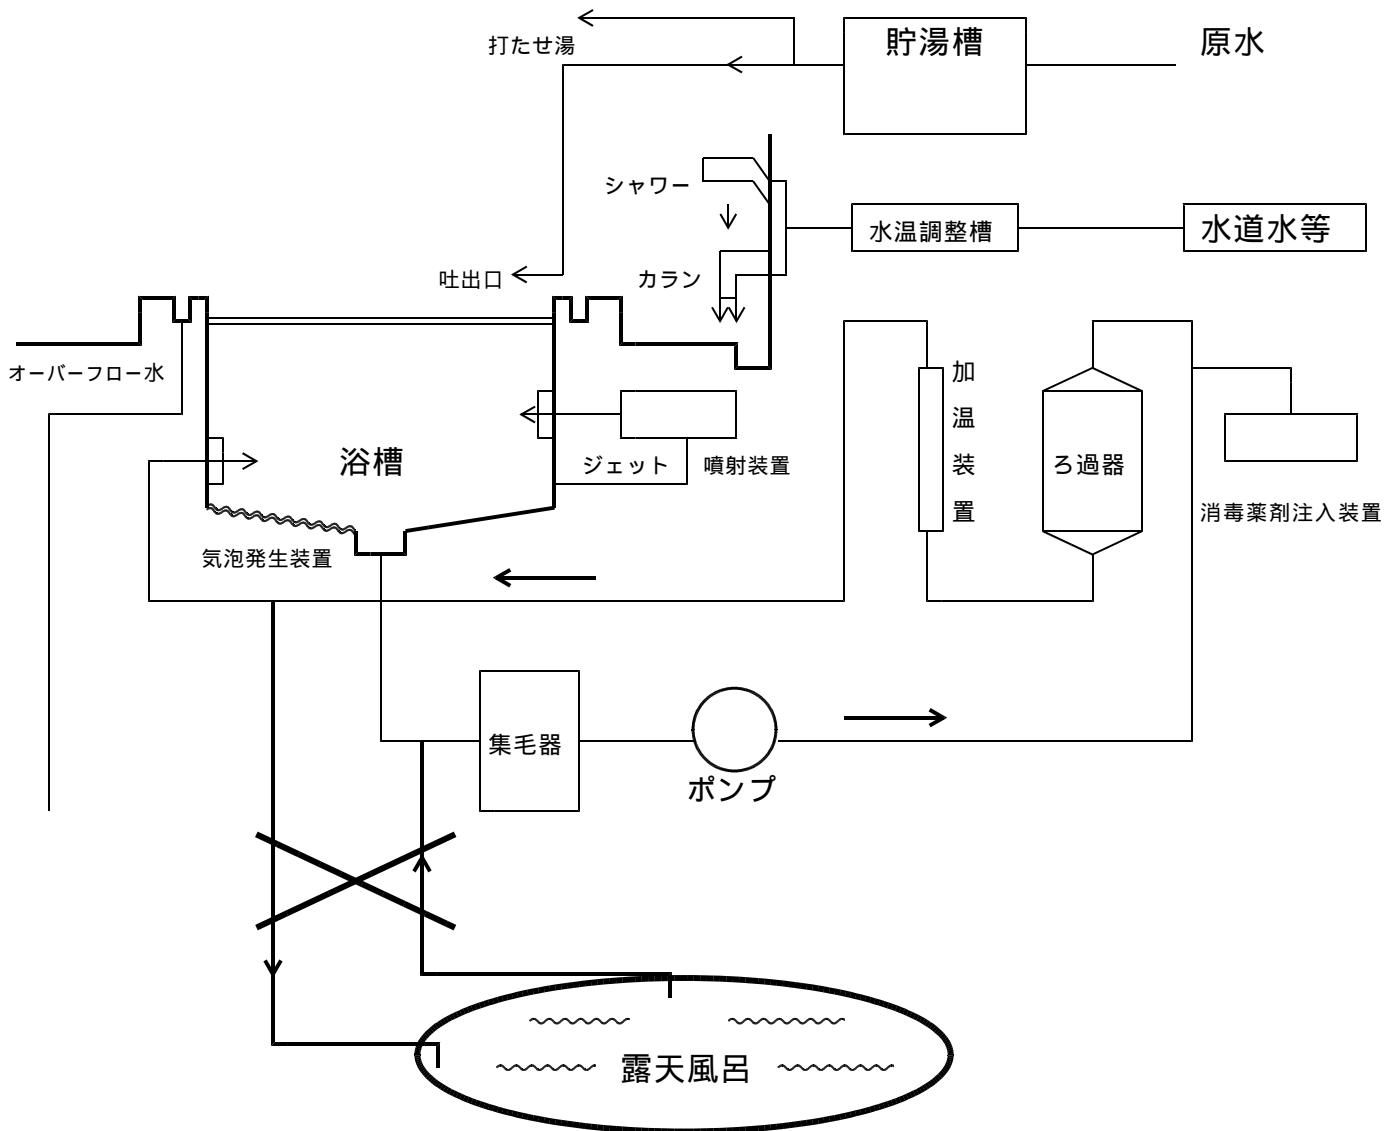 貯湯槽
原水
打たせ湯
シャワー
水温調整槽
水道水等
吐出口
カラン
オーバーフロー水
加温装置
浴槽
ジェット
噴射装置
ろ過器
消毒薬剤注入装置
気泡発生装置
集毛器
ポンプ
露天風呂